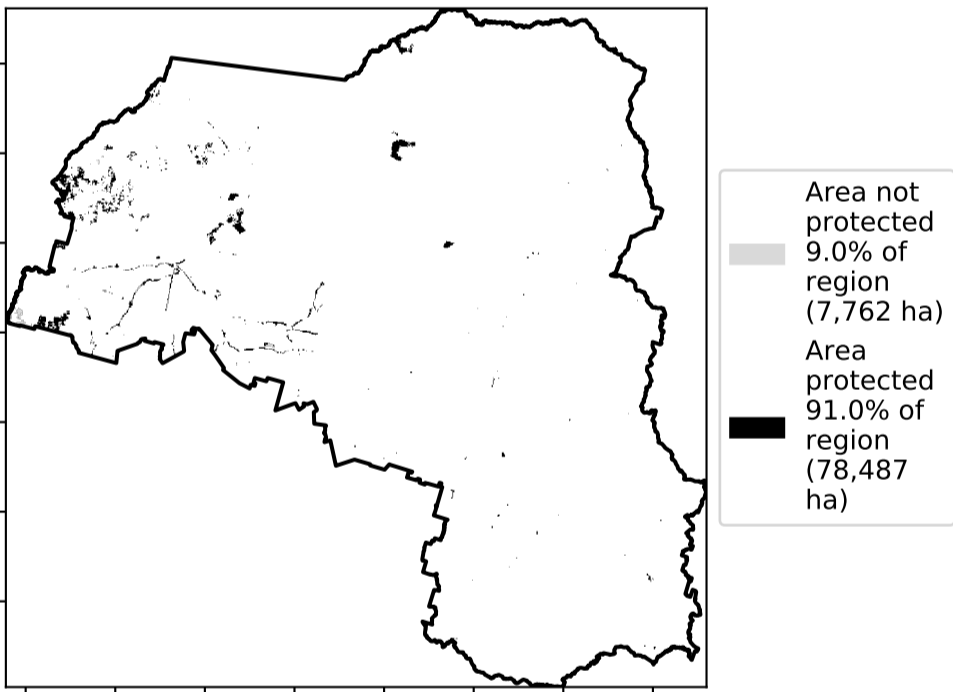 Area not
protected
9.0% of
region
(7,762 ha)
Area
protected
91.0% of
region
(78,487
ha)